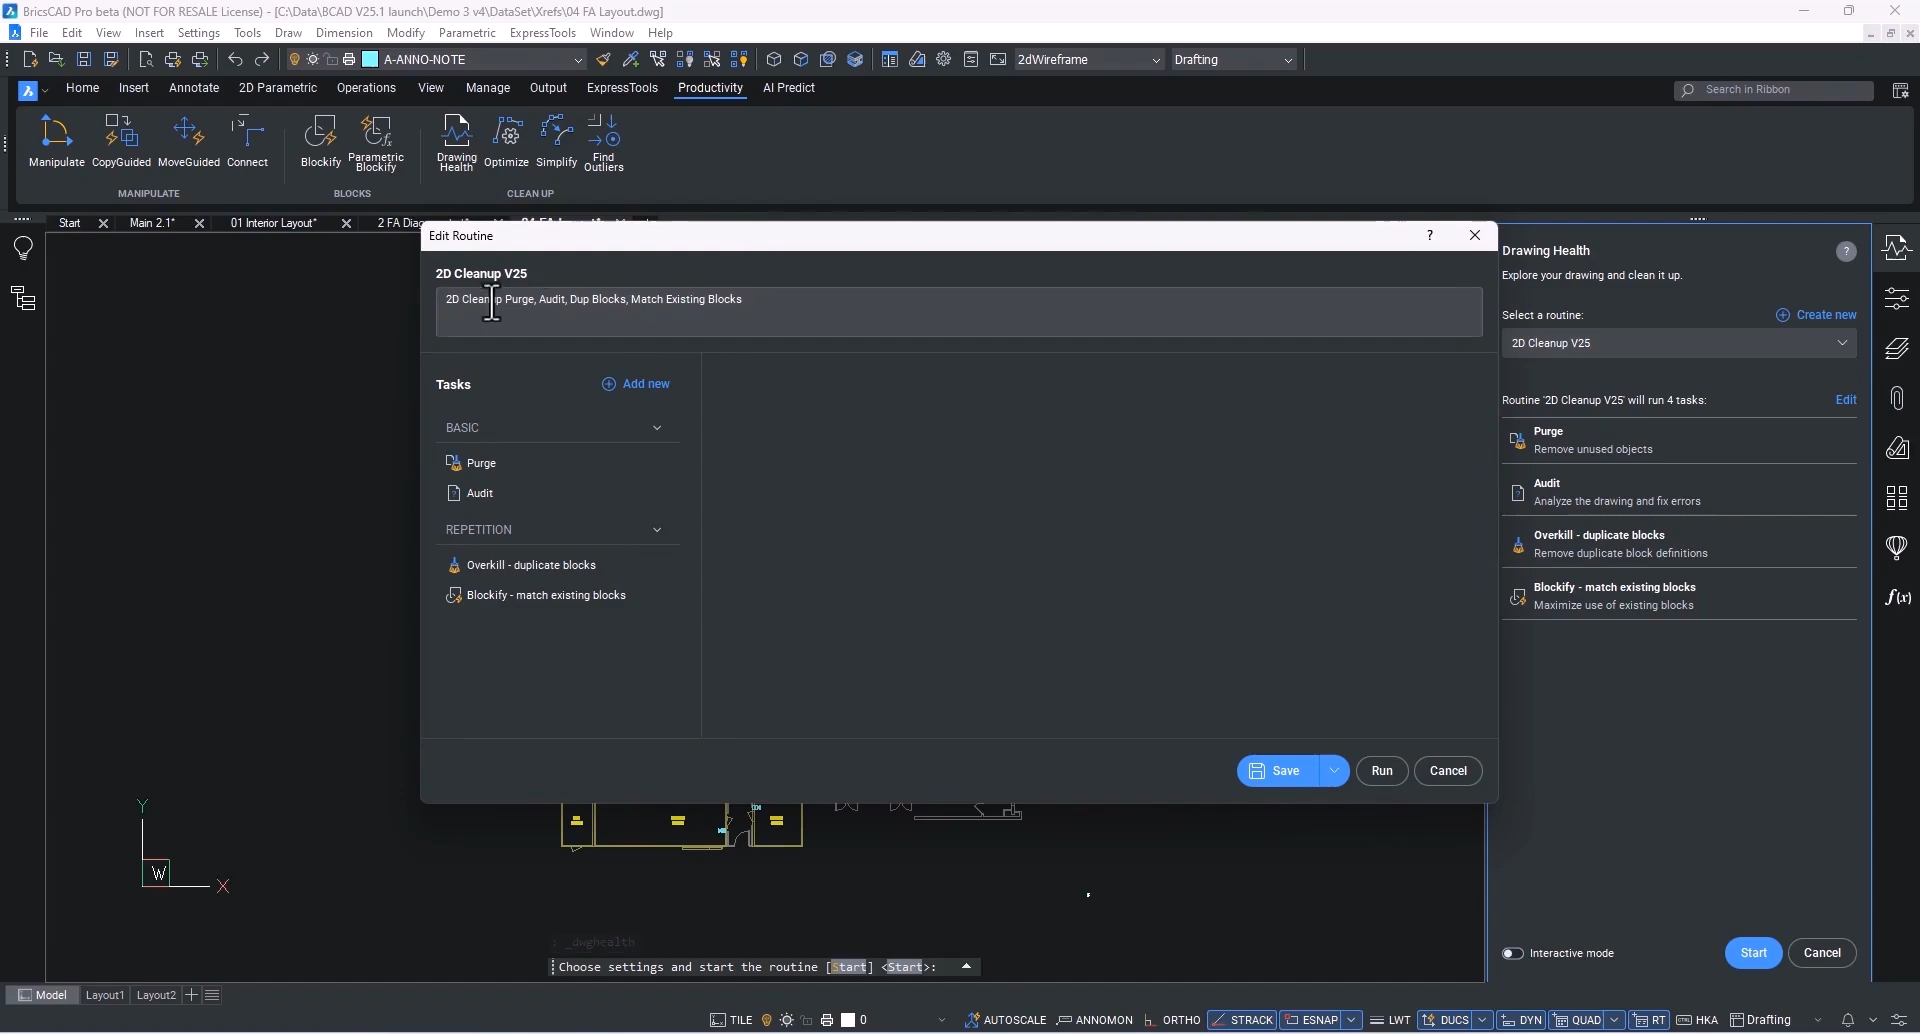 BricsCAD Pro beta (NOT FOR RESALE License) - [C:\Data\BCAD V25.1 launch\Demo 3 v4\DataSet\Xrefs\04 FA Layout.dwg]
File Edit View Insert Settings Tools Draw Dimension Modify Parametric ExpressTools Window Help
A-ANNO-NOTE 2dWireframe Drafting
Home Insert Annotate 2D Parametric Operations View Manage Output ExpressTools Productivity AI Predict Search in Ribbon
Manipulate CopyGuided MoveGuided Connect Blockify Parametric Blockify Drawing Health Optimize Simplify Find Outliers
MANIPULATE BLOCKS CLEAN UP
Start Main 2.1* 01 Interior Layout* 2 FA
Edit Routine ?
2D Cleanup V25
2D Cleanup Purge, Audit, Dup Blocks, Match Existing Blocks
Tasks Add new
BASIC
Purge
Audit
REPETITION
Overkill - duplicate blocks
Blockify - match existing blocks
Save Run Cancel
Drawing Health ?
Explore your drawing and clean it up.
Select a routine: Create new
2D Cleanup V25
Routine '2D Cleanup V25' will run 4 tasks: Edit
Purge
Remove unused objects
Audit
Analyze the drawing and fix errors
Overkill - duplicate blocks
Remove duplicate block definitions
Blockify - match existing blocks
Maximize use of existing blocks
f(x)
Interactive mode Start Cancel
Y
W X
: _dwghealth
Choose settings and start the routine [Start] <Start>:
Model Layout1 Layout2
TILE 0 AUTOSCALE ANNOMON ORTHO STRACK ESNAP LWT DUCS DYN QUAD RT HKA Drafting